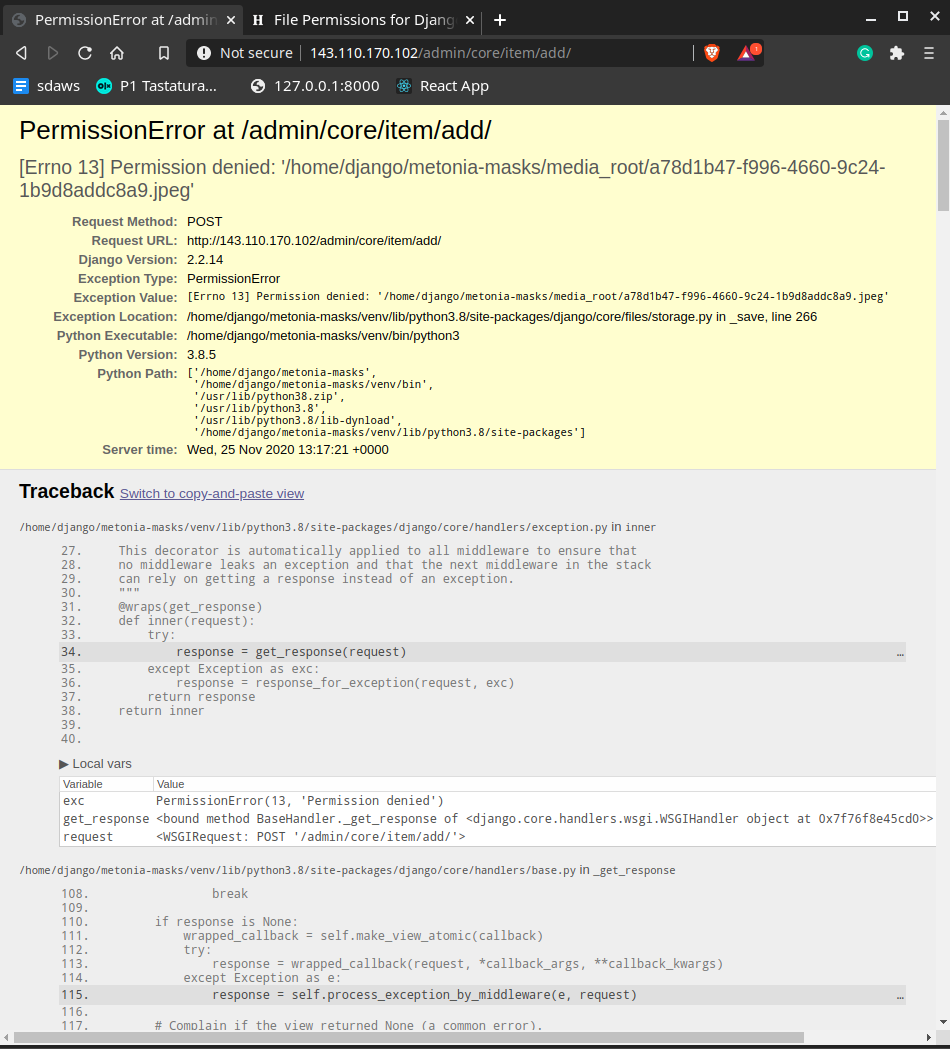 PermissionError at /admin
File Permissions for Djang
Not secure
143.110.170.102/admin/core/item/add/
sdaws
P1 Tastatura...
127.0.0.1:8000
React App
PermissionError at /admin/core/item/add/
[Errno 13] Permission denied: '/home/django/metonia-masks/media_root/a78d1b47-f996-4660-9c24-
1b9d8addc8a9.jpeg'
Request Method: POST
Request URL: http://143.110.170.102/admin/core/item/add/
Django Version: 2.2.14
Exception Type: PermissionError
Exception Value: [Errno 13] Permission denied: '/home/django/metonia-masks/media_root/a78d1b47-f996-4660-9c24-1b9d8addc8a9.jpeg'
Exception Location: /home/django/metonia-masks/venv/lib/python3.8/site-packages/django/core/files/storage.py in _save, line 266
Python Executable: /home/django/metonia-masks/venv/bin/python3
Python Version: 3.8.5
Python Path: ['/home/django/metonia-masks',
'/home/django/metonia-masks/venv/bin',
'/usr/lib/python38.zip',
'/usr/lib/python3.8',
'/usr/lib/python3.8/lib-dynload',
'/home/django/metonia-masks/venv/lib/python3.8/site-packages']
Server time: Wed, 25 Nov 2020 13:17:21 +0000
Traceback Switch to copy-and-paste view
/home/django/metonia-masks/venv/lib/python3.8/site-packages/django/core/handlers/exception.py in inner
27. This decorator is automatically applied to all middleware to ensure that
28. no middleware leaks an exception and that the next middleware in the stack
29. can rely on getting a response instead of an exception.
30. """
31. @wraps(get_response)
32. def inner(request):
33. try:
34. response = get_response(request) …
35. except Exception as exc:
36. response = response_for_exception(request, exc)
37. return response
38. return inner
39.
40.
▶ Local vars
Variable Value
exc PermissionError(13, 'Permission denied')
get_response <bound method BaseHandler._get_response of <django.core.handlers.wsgi.WSGIHandler object at 0x7f76f8e45cd0>>
request <WSGIRequest: POST '/admin/core/item/add/'>
/home/django/metonia-masks/venv/lib/python3.8/site-packages/django/core/handlers/base.py in _get_response
108. break
109.
110. if response is None:
111. wrapped_callback = self.make_view_atomic(callback)
112. try:
113. response = wrapped_callback(request, *callback_args, **callback_kwargs)
114. except Exception as e:
115. response = self.process_exception_by_middleware(e, request) …
116.
117. # Complain if the view returned None (a common error).